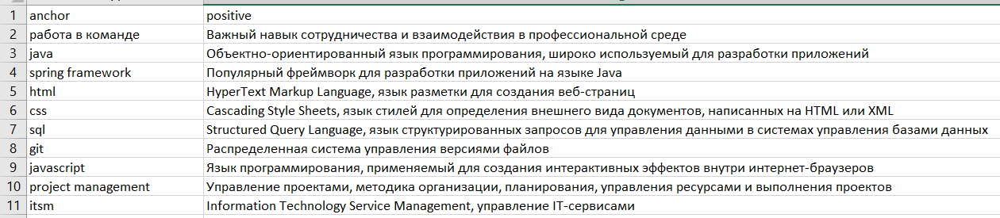 1 anchor positive
2 работа в команде Важный навык сотрудничества и взаимодействия в профессиональной среде
3 java Объектно-ориентированный язык программирования, широко используемый для разработки приложений
4 spring framework Популярный фреймворк для разработки приложений на языке Java
5 html HyperText Markup Language, язык разметки для создания веб-страниц
6 css Cascading Style Sheets, язык стилей для определения внешнего вида документов, написанных на HTML или XML
7 sql Structured Query Language, язык структурированных запросов для управления данными в системах управления базами данных
8 git Распределенная система управления версиями файлов
9 javascript Язык программирования, применяемый для создания интерактивных эффектов внутри интернет-браузеров
10 project management Управление проектами, методика организации, планирования, управления ресурсами и выполнения проектов
11 itsm Information Technology Service Management, управление IT-сервисами